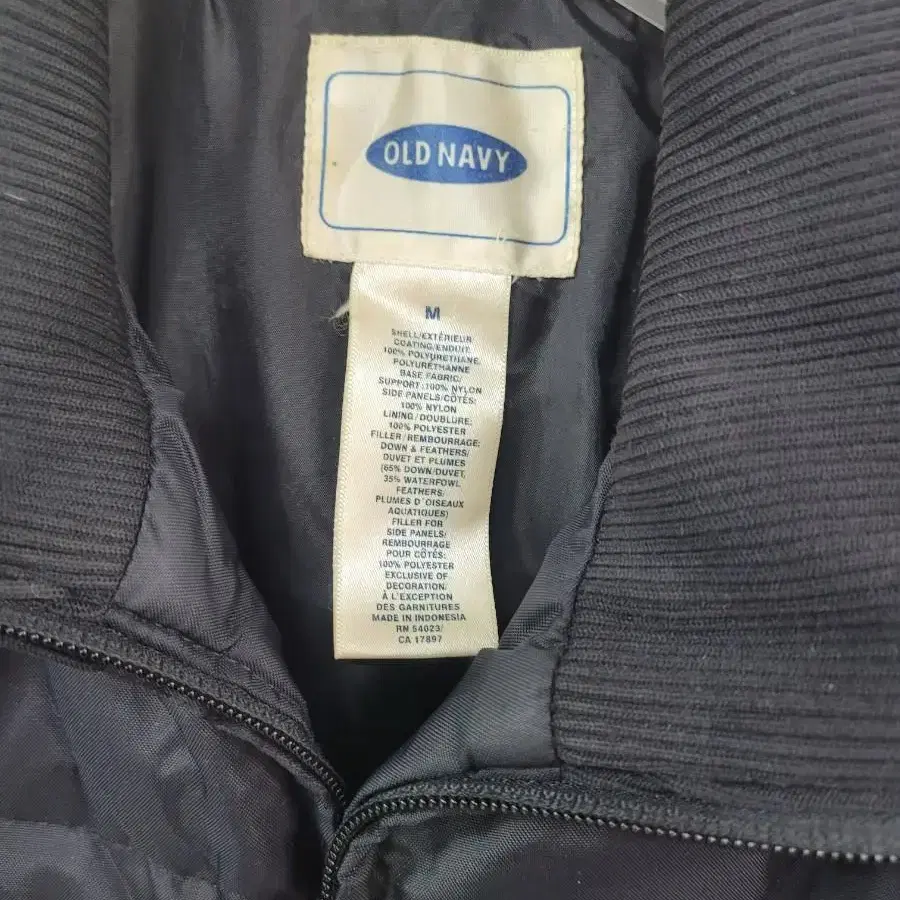 OLD NAVY
M
SHELL/EXTÉRIEUR:
COATING/ENDUIT:
100% POLYURETHANE/
POLYURÉTHANNE
BASE FABRIC/
SUPPORT:100% NYLON
SIDE PANELS/CÔTÉS:
100% NYLON
LINING/DOUBLURE:
100% POLYESTER
FILLER/REMBOURRAGE:
DOWN & FEATHERS/
DUVET ET PLUMES
(65% DOWN/DUVET,
35% WATERFOWL
FEATHERS/
PLUMES D'OISEAUX
AQUATIQUES)
FILLER FOR
SIDE PANELS/
REMBOURRAGE
POUR CÔTÉS:
100% POLYESTER
EXCLUSIVE OF
DECORATION/
À L'EXCEPTION
DES GARNITURES
MADE IN INDONESIA
RN 54023/
CA 17897